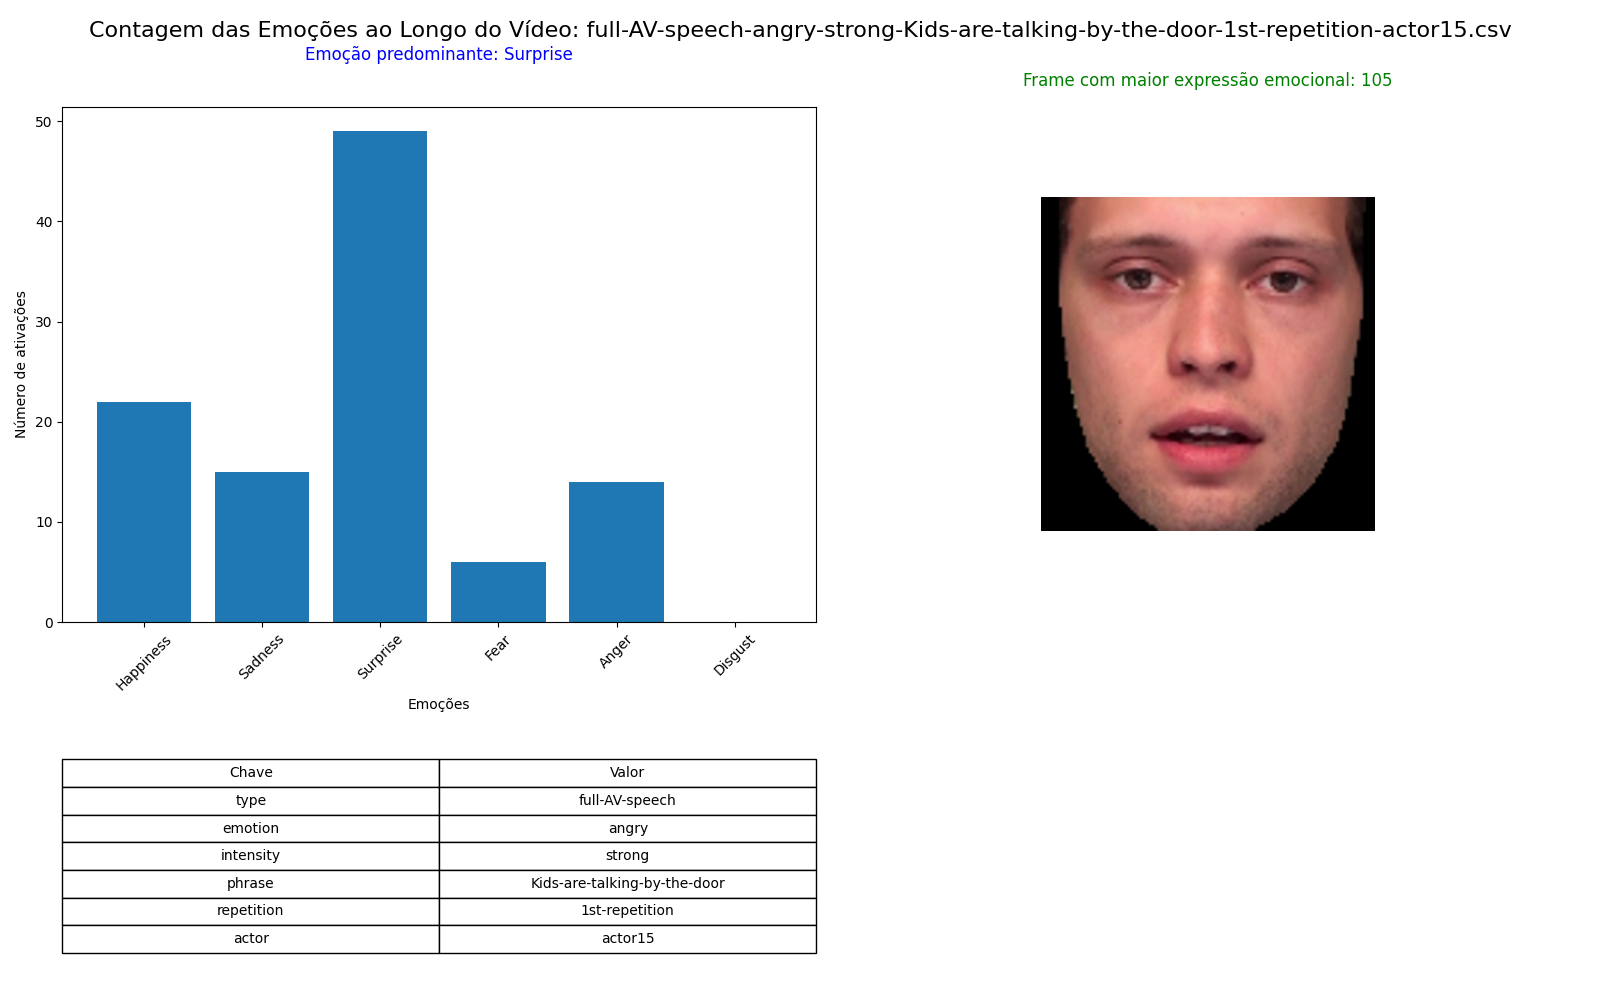 Contagem das Emoções ao Longo do Vídeo: full-AV-speech-angry-strong-Kids-are-talking-by-the-door-1st-repetition-actor15.csv
Emoção predominante: Surprise
Frame com maior expressão emocional: 105
50
40
30
20
10
0
Número de ativações
Happiness
Sadness
Surprise
Fear
Anger
Disgust
Emoções
Chave Valor
type full-AV-speech
emotion angry
intensity strong
phrase Kids-are-talking-by-the-door
repetition 1st-repetition
actor actor15